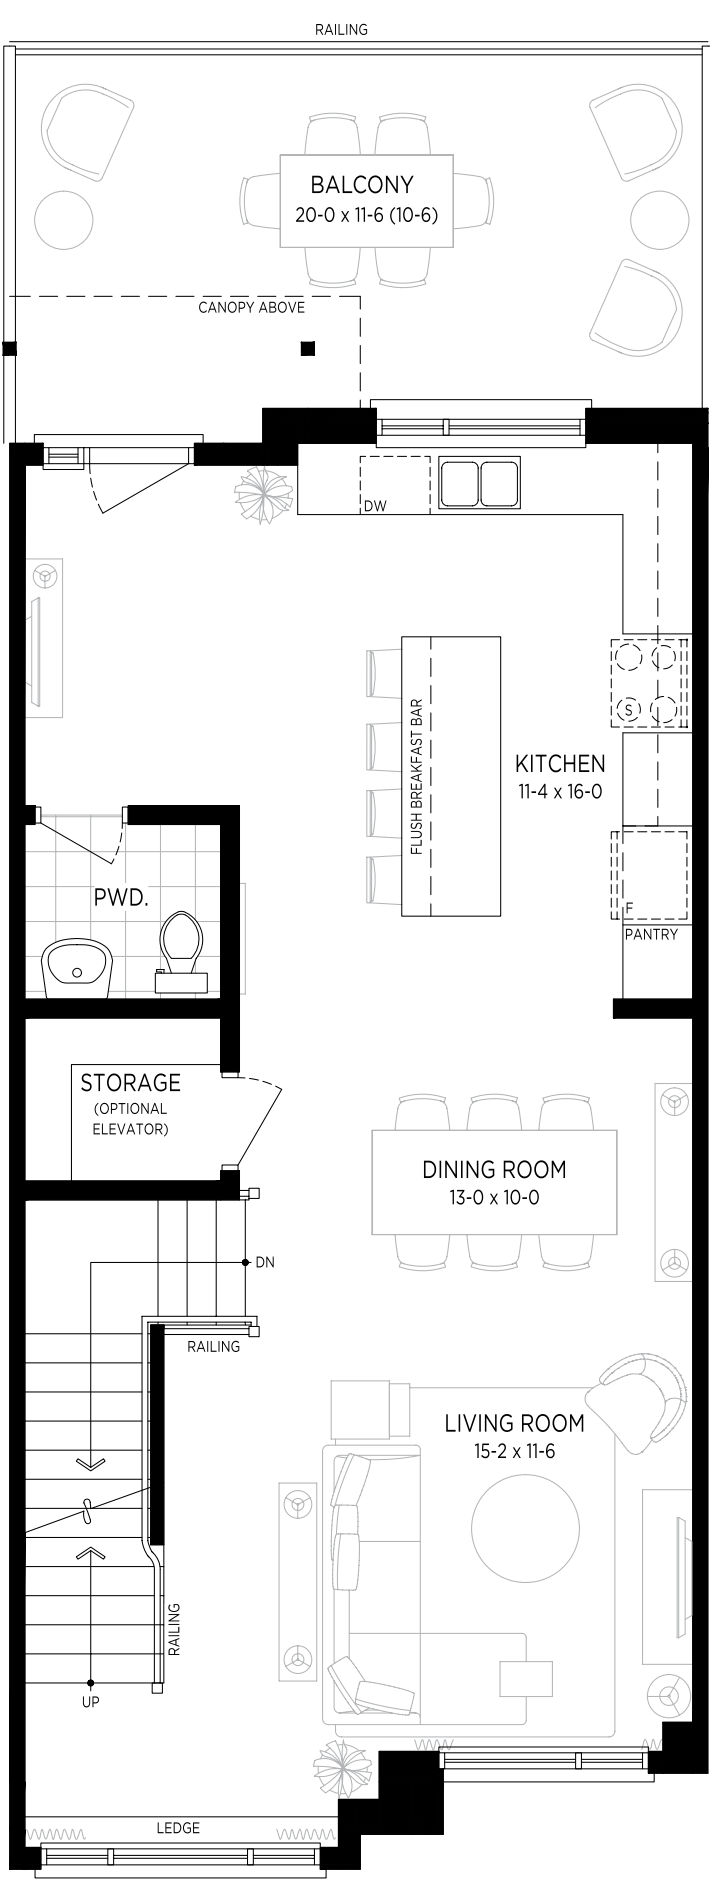 RAILING
BALCONY
20-0 x 11-6 (10-6)
CANOPY ABOVE
DW
S
FLUSH BREAKFAST BAR
KITCHEN
11-4 x 16-0
PWD.
F
PANTRY
STORAGE
(OPTIONAL
ELEVATOR)
DINING ROOM
13-0 x 10-0
DN
RAILING
LIVING ROOM
15-2 x 11-6
RAILING
UP
LEDGE